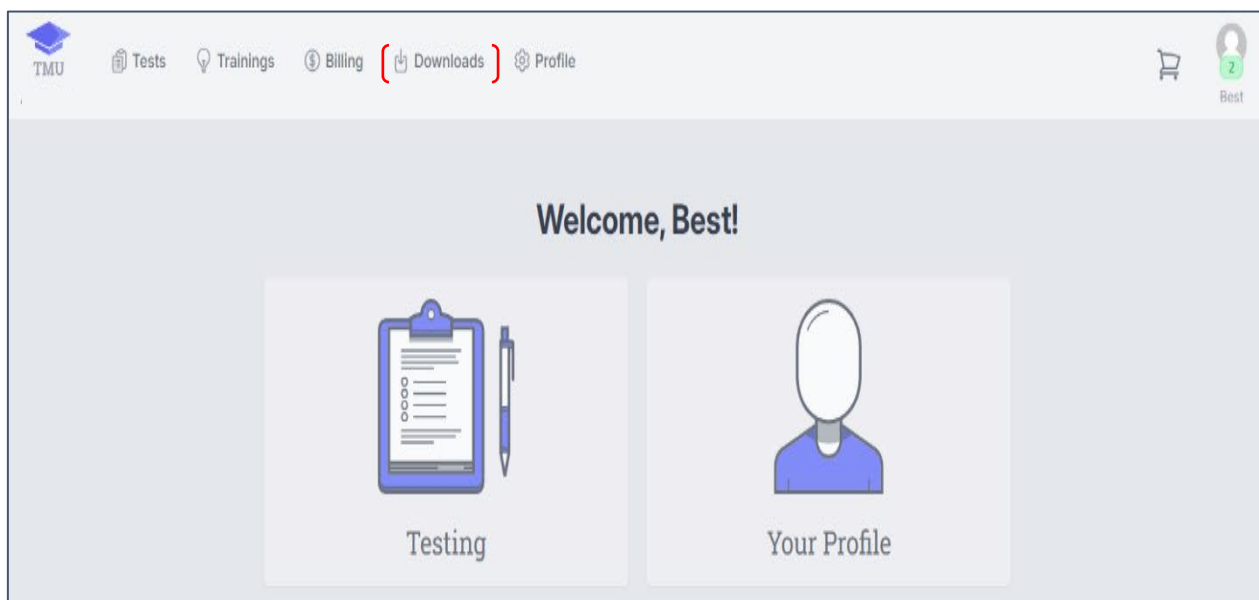 TMU
Tests Trainings Billing Downloads Profile
2
Best
Welcome, Best!
Testing
Your Profile